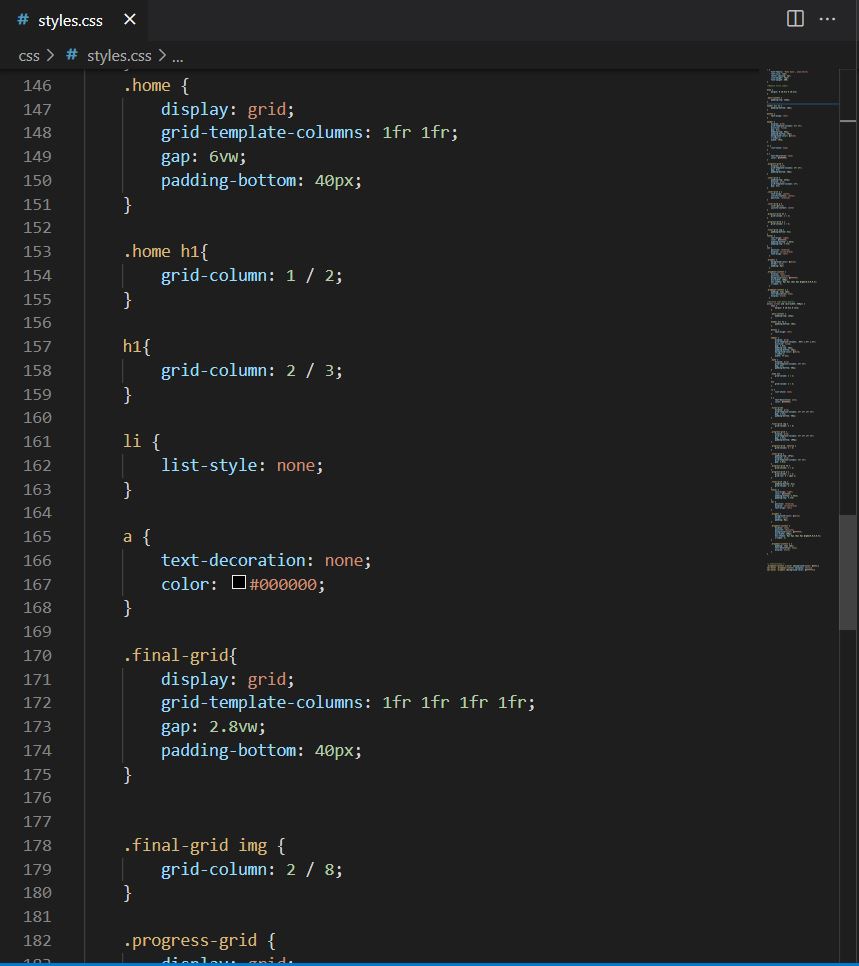 # styles.css ×
css > # styles.css > ...
146 .home {
147 display: grid;
148 grid-template-columns: 1fr 1fr;
149 gap: 6vw;
150 padding-bottom: 40px;
151 }
152
153 .home h1{
154 grid-column: 1 / 2;
155 }
156
157 h1{
158 grid-column: 2 / 3;
159 }
160
161 li {
162 list-style: none;
163 }
164
165 a {
166 text-decoration: none;
167 color: #000000;
168 }
169
170 .final-grid{
171 display: grid;
172 grid-template-columns: 1fr 1fr 1fr 1fr;
173 gap: 2.8vw;
174 padding-bottom: 40px;
175 }
176
177
178 .final-grid img {
179 grid-column: 2 / 8;
180 }
181
182 .progress-grid {
183 display: grid;